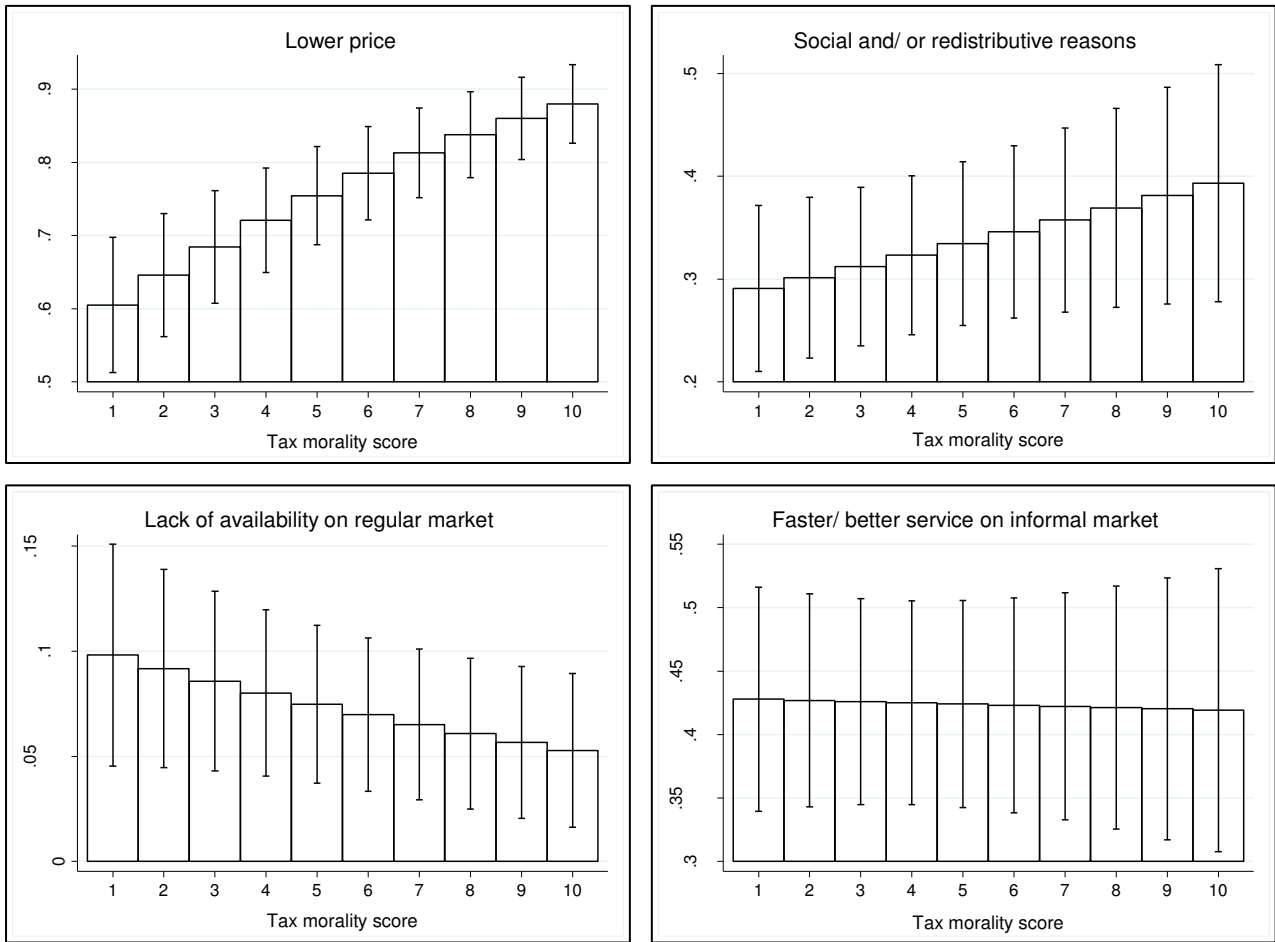 Lower price
.9
.8
.7
.6
.5
1 2 3 4 5 6 7 8 9 10
Tax morality score
Social and/ or redistributive reasons
.5
.4
.3
.2
1 2 3 4 5 6 7 8 9 10
Tax morality score
Lack of availability on regular market
.15
.1
.05
0
1 2 3 4 5 6 7 8 9 10
Tax morality score
Faster/ better service on informal market
.55
.5
.45
.4
.35
.3
1 2 3 4 5 6 7 8 9 10
Tax morality score